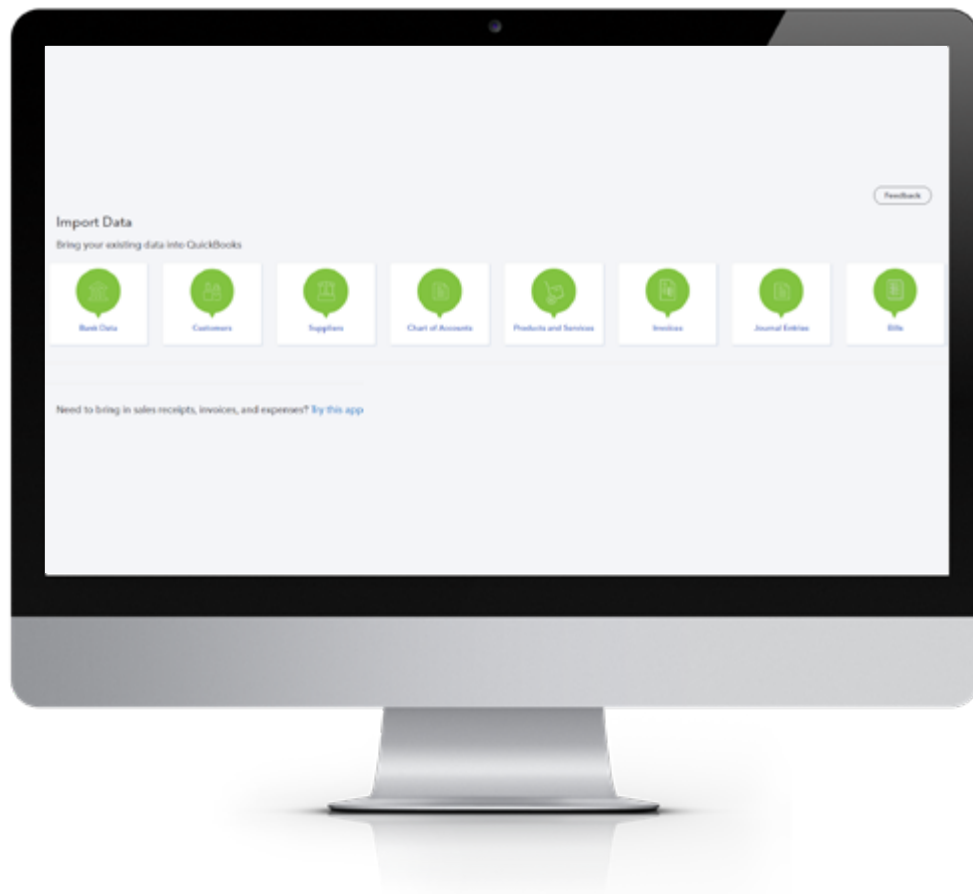 Feedback
Import Data
Bring your existing data into QuickBooks
Bank Data
Customers
Suppliers
Chart of Accounts
Products and Services
Invoices
Journal Entries
Bills
Need to bring in sales receipts, invoices, and expenses? Try this app